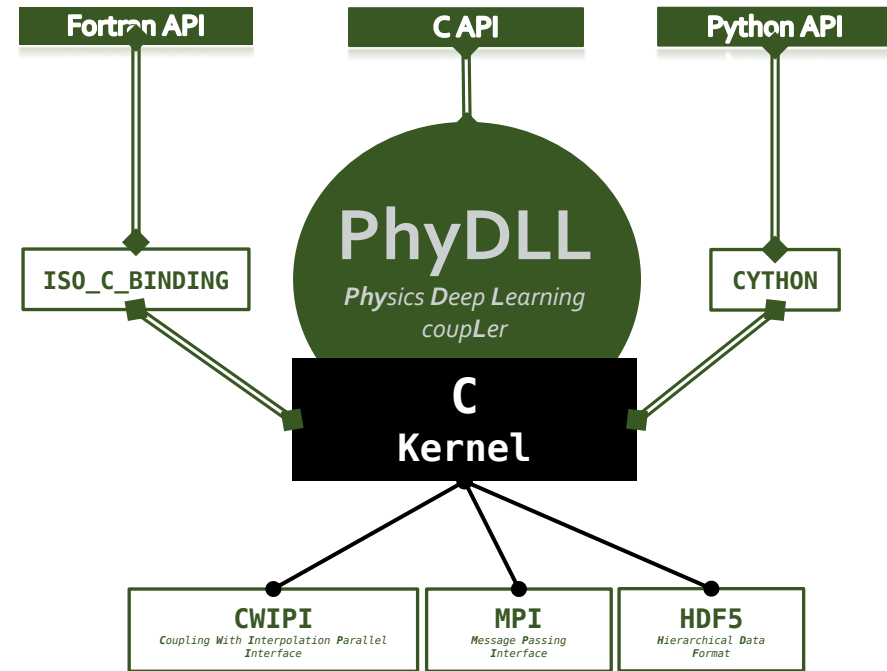 Fortran API
C API
Python API
PhyDLL
Physics Deep Learning
coupLer
ISO_C_BINDING
CYTHON
C
Kernel
CWIPI
Coupling With Interpolation Parallel
Interface
MPI
Message Passing
Interface
HDF5
Hierarchical Data
Format